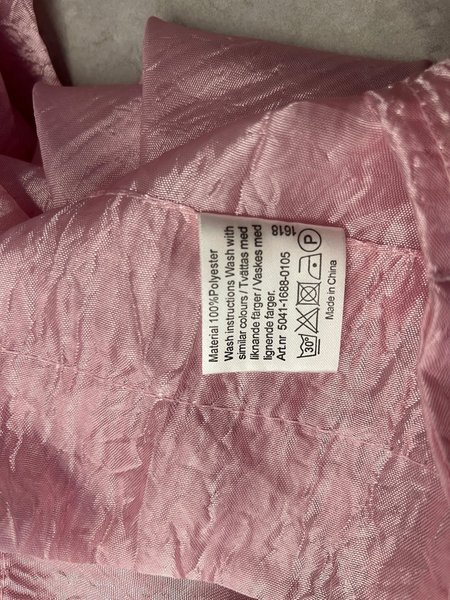 Material 100%Polyester
Wash instructions Wash with
similar colours / Tvättas med
liknande färger / Vaskes med
lignende farger.
Art.nr 5041-1688-0105
1618
30°
P
Made in China